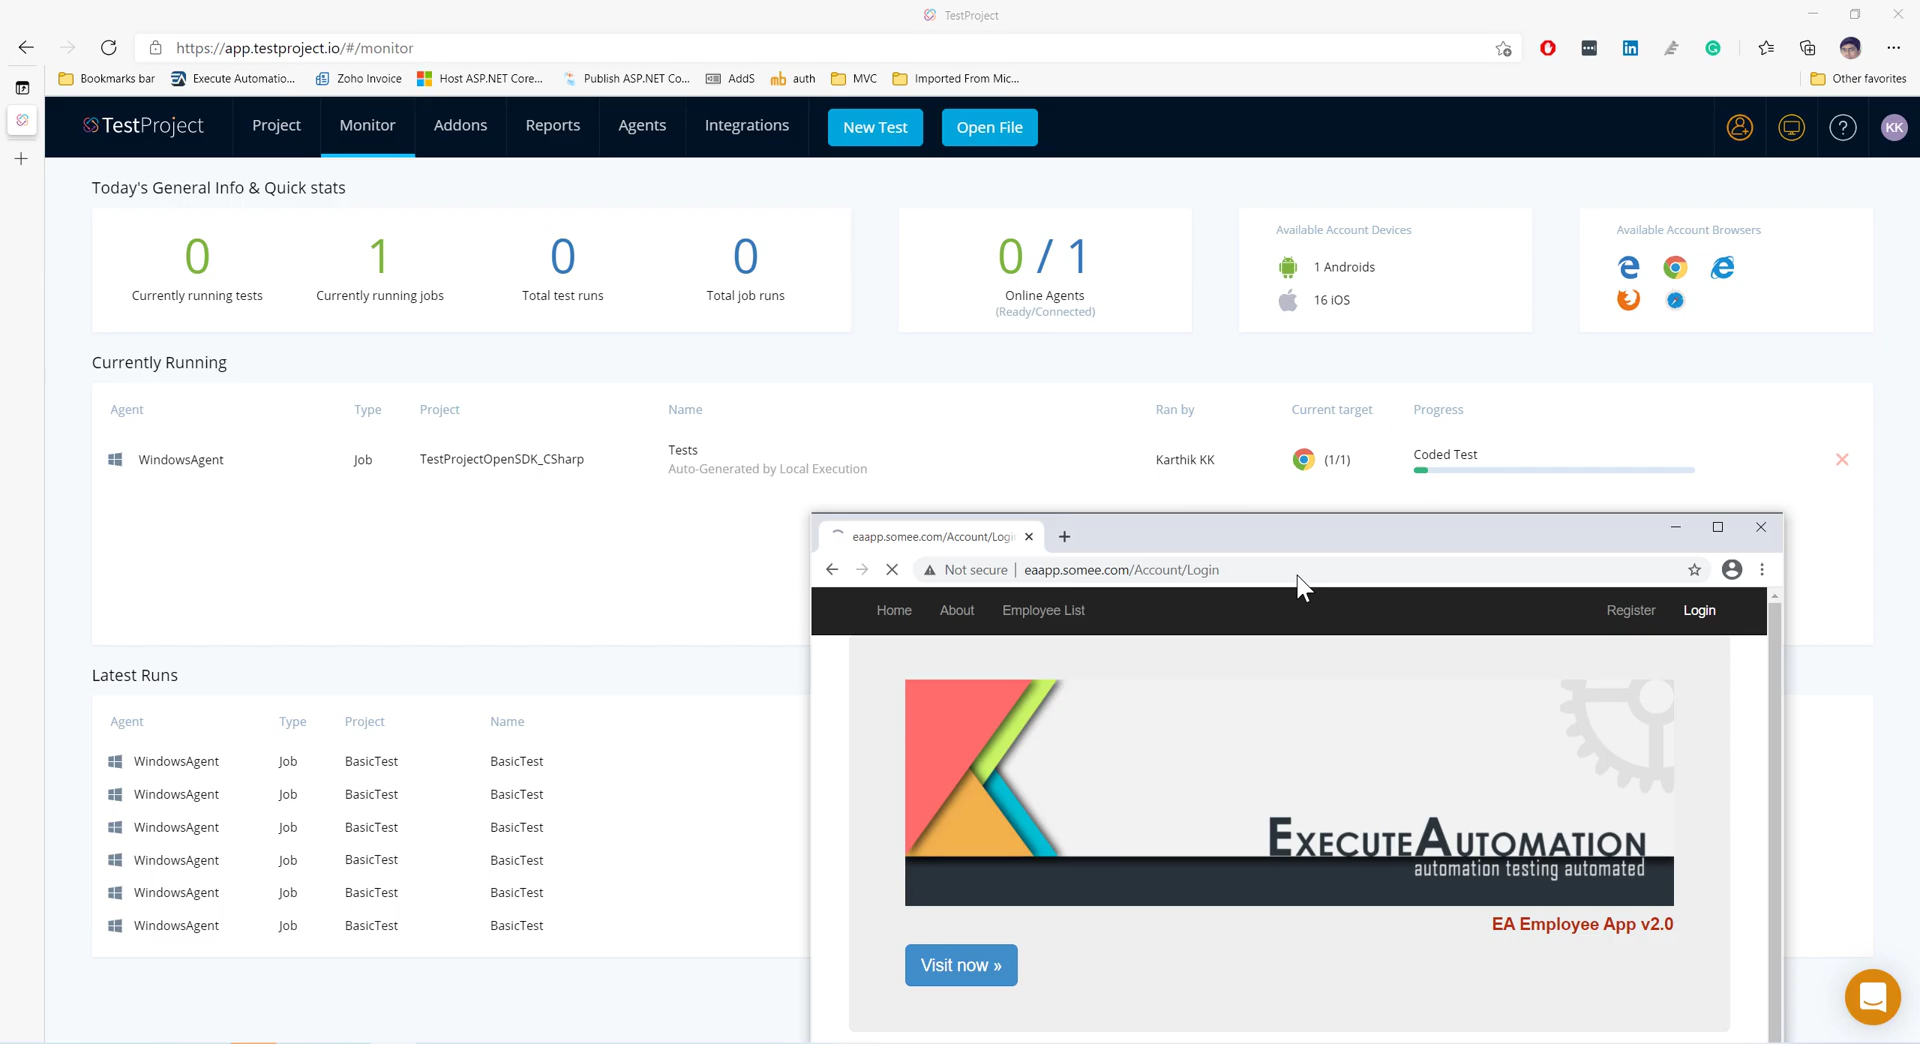 TestProject
https://app.testproject.io/#/monitor
Bookmarks bar Execute Automatio... Zoho Invoice Host ASP.NET Core... Publish ASP.NET Co... AddS auth MVC Imported From Mic... Other favorites
TestProject Project Monitor Addons Reports Agents Integrations New Test Open File KK
Today's General Info & Quick stats
0 1 0 0 0 / 1
Currently running tests Currently running jobs Total test runs Total job runs
Online Agents
(Ready/Connected)
Available Account Devices
1 Androids
16 iOS
Available Account Browsers
Currently Running
Agent Type Project Name Ran by Current target Progress
WindowsAgent Job TestProjectOpenSDK_CSharp Tests Karthik KK (1/1) Coded Test
Auto-Generated by Local Execution
Latest Runs
Agent Type Project Name
WindowsAgent Job BasicTest BasicTest
WindowsAgent Job BasicTest BasicTest
WindowsAgent Job BasicTest BasicTest
WindowsAgent Job BasicTest BasicTest
WindowsAgent Job BasicTest BasicTest
WindowsAgent Job BasicTest BasicTest
eaapp.somee.com/Account/Logi
Not secure | eaapp.somee.com/Account/Login
Home About Employee List Register Login
EXECUTEAUTOMATION
automation testing automated
EA Employee App v2.0
Visit now »